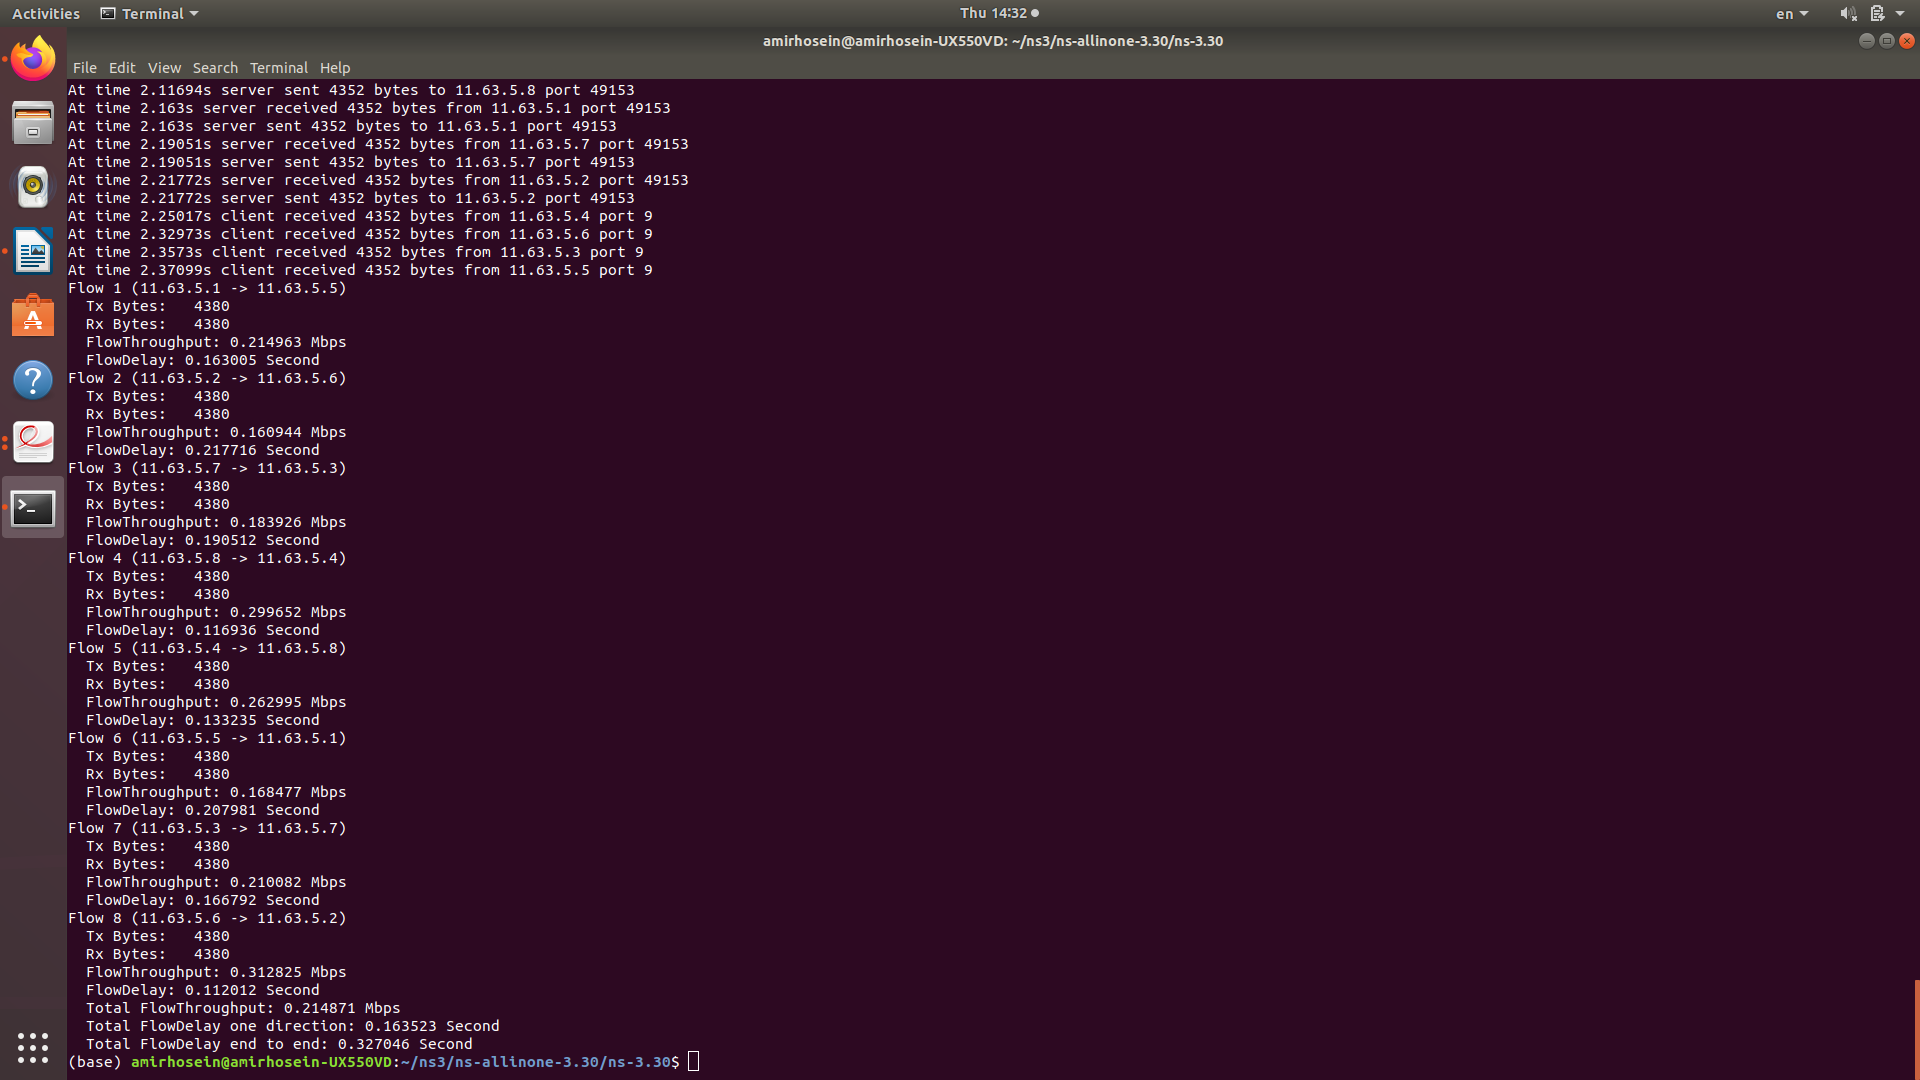 Activities Terminal Thu 14:32 en
amirhosein@amirhosein-UX550VD: ~/ns3/ns-allinone-3.30/ns-3.30
File Edit View Search Terminal Help
At time 2.11694s server sent 4352 bytes to 11.63.5.8 port 49153
At time 2.163s server received 4352 bytes from 11.63.5.1 port 49153
At time 2.163s server sent 4352 bytes to 11.63.5.1 port 49153
At time 2.19051s server received 4352 bytes from 11.63.5.7 port 49153
At time 2.19051s server sent 4352 bytes to 11.63.5.7 port 49153
At time 2.21772s server received 4352 bytes from 11.63.5.2 port 49153
At time 2.21772s server sent 4352 bytes to 11.63.5.2 port 49153
At time 2.25017s client received 4352 bytes from 11.63.5.4 port 9
At time 2.32973s client received 4352 bytes from 11.63.5.6 port 9
At time 2.3573s client received 4352 bytes from 11.63.5.3 port 9
At time 2.37099s client received 4352 bytes from 11.63.5.5 port 9
Flow 1 (11.63.5.1 -> 11.63.5.5)
  Tx Bytes:   4380
  Rx Bytes:   4380
  FlowThroughput: 0.214963 Mbps
  FlowDelay: 0.163005 Second
Flow 2 (11.63.5.2 -> 11.63.5.6)
  Tx Bytes:   4380
  Rx Bytes:   4380
  FlowThroughput: 0.160944 Mbps
  FlowDelay: 0.217716 Second
Flow 3 (11.63.5.7 -> 11.63.5.3)
  Tx Bytes:   4380
  Rx Bytes:   4380
  FlowThroughput: 0.183926 Mbps
  FlowDelay: 0.190512 Second
Flow 4 (11.63.5.8 -> 11.63.5.4)
  Tx Bytes:   4380
  Rx Bytes:   4380
  FlowThroughput: 0.299652 Mbps
  FlowDelay: 0.116936 Second
Flow 5 (11.63.5.4 -> 11.63.5.8)
  Tx Bytes:   4380
  Rx Bytes:   4380
  FlowThroughput: 0.262995 Mbps
  FlowDelay: 0.133235 Second
Flow 6 (11.63.5.5 -> 11.63.5.1)
  Tx Bytes:   4380
  Rx Bytes:   4380
  FlowThroughput: 0.168477 Mbps
  FlowDelay: 0.207981 Second
Flow 7 (11.63.5.3 -> 11.63.5.7)
  Tx Bytes:   4380
  Rx Bytes:   4380
  FlowThroughput: 0.210082 Mbps
  FlowDelay: 0.166792 Second
Flow 8 (11.63.5.6 -> 11.63.5.2)
  Tx Bytes:   4380
  Rx Bytes:   4380
  FlowThroughput: 0.312825 Mbps
  FlowDelay: 0.112012 Second
  Total FlowThroughput: 0.214871 Mbps
  Total FlowDelay one direction: 0.163523 Second
  Total FlowDelay end to end: 0.327046 Second
(base) amirhosein@amirhosein-UX550VD:~/ns3/ns-allinone-3.30/ns-3.30$